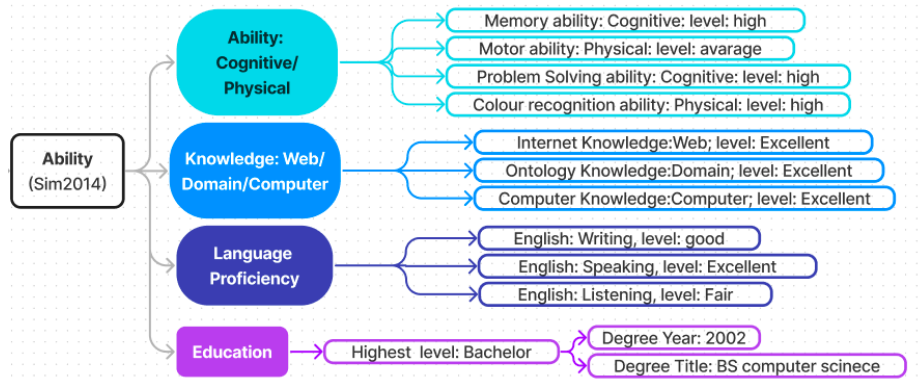 Ability
(Sim2014)
Ability:
Cognitive/
Physical
Memory ability: Cognitive: level: high
Motor ability: Physical: level: avarage
Problem Solving ability: Cognitive: level: high
Colour recognition ability: Physical: level: high
Knowledge: Web/
Domain/Computer
Internet Knowledge:Web; level: Excellent
Ontology Knowledge:Domain; level: Excellent
Computer Knowledge:Computer; level: Excellent
Language
Proficiency
English: Writing, level: good
English: Speaking, level: Excellent
English: Listening, level: Fair
Education
Highest level: Bachelor
Degree Year: 2002
Degree Title: BS computer scinece